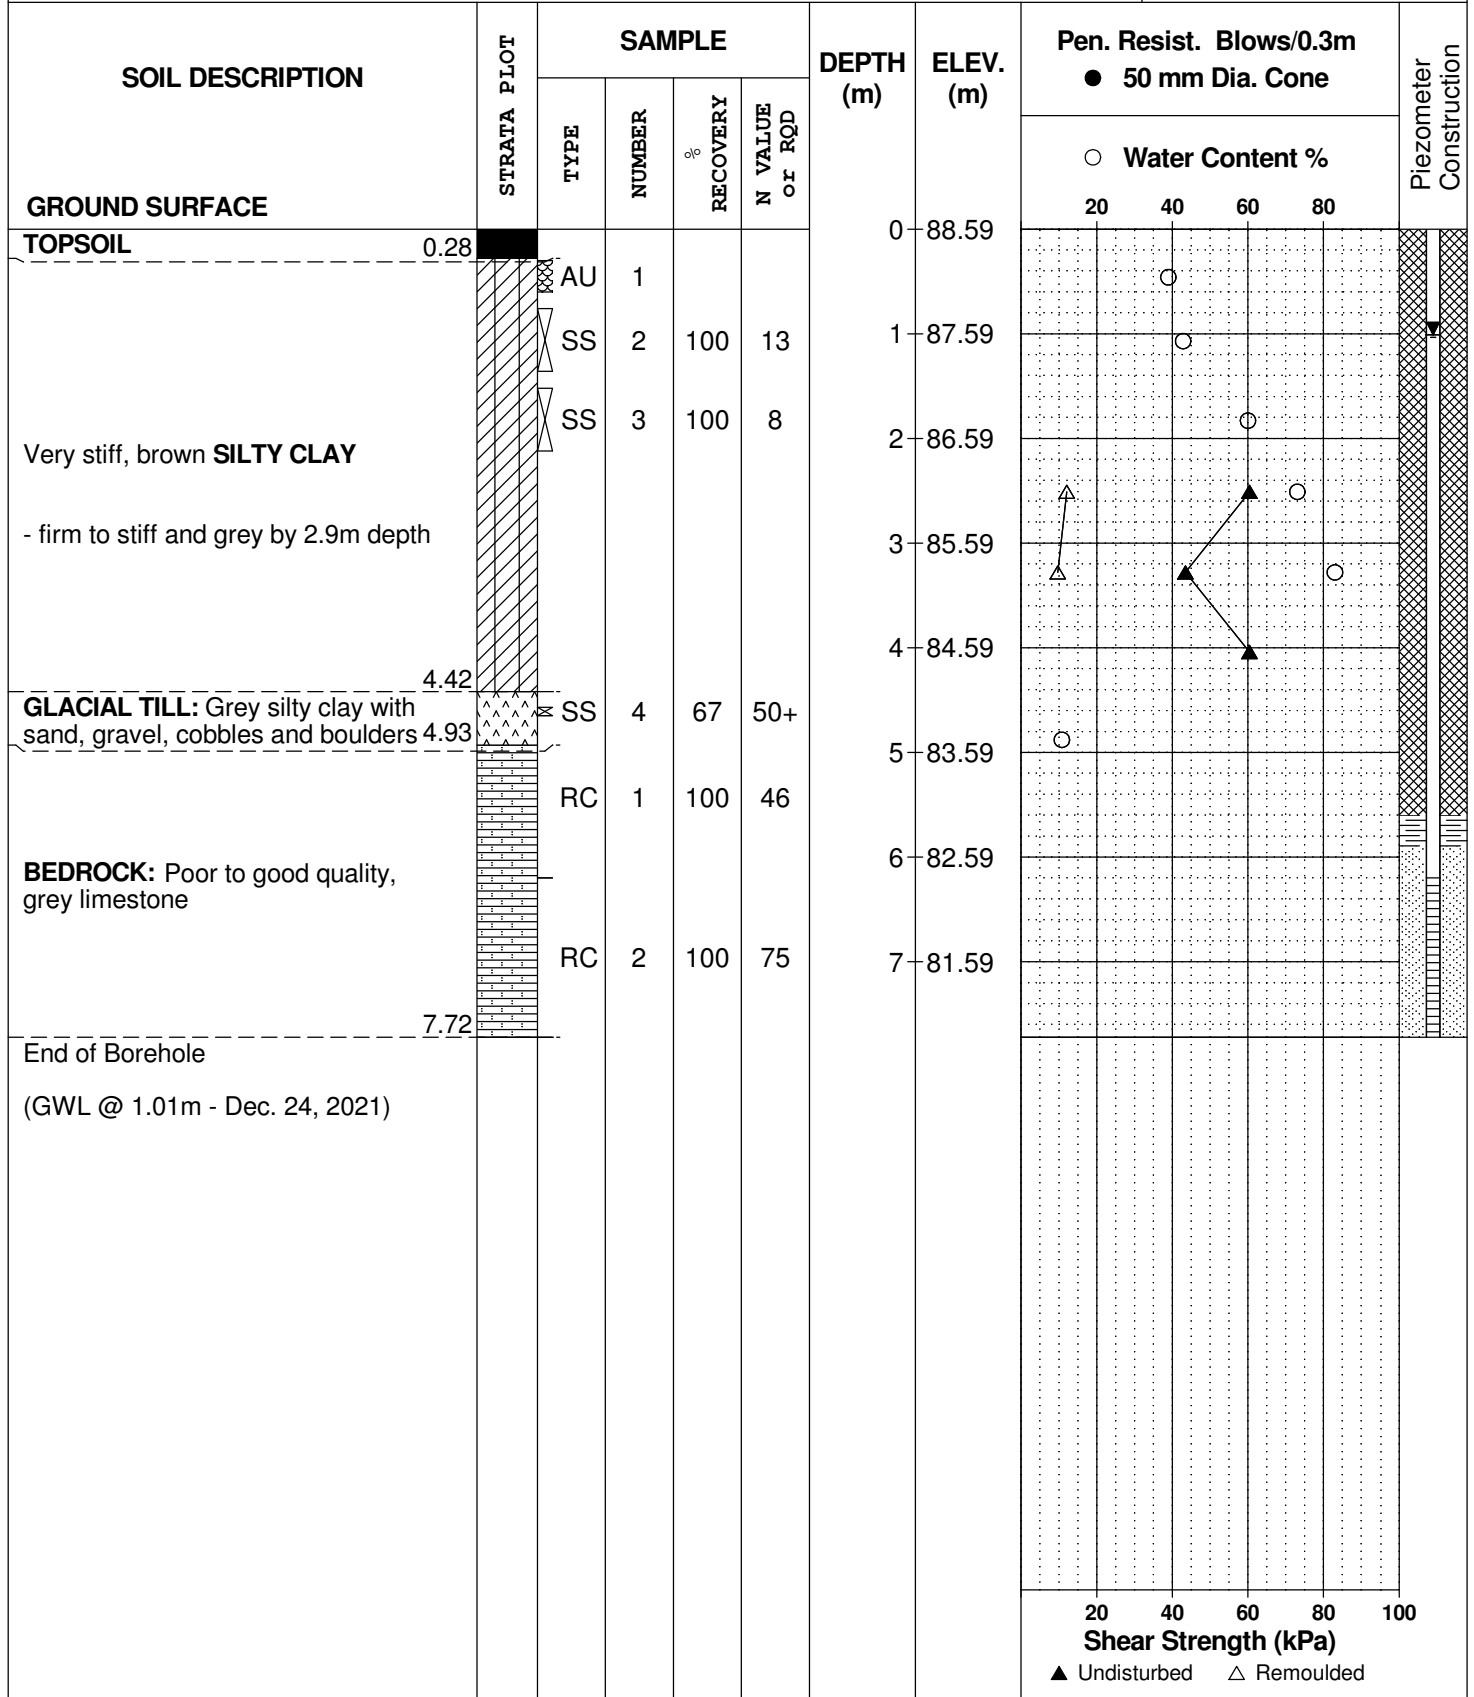 SOIL DESCRIPTION
GROUND SURFACE
STRATA PLOT
SAMPLE
TYPE
NUMBER
%
RECOVERY
N VALUE
or RQD
DEPTH
(m)
ELEV.
(m)
Pen. Resist. Blows/0.3m
● 50 mm Dia. Cone
○ Water Content %
20 40 60 80
Piezometer
Construction
TOPSOIL 0.28
0 88.59
AU 1
SS 2 100 13
1 87.59
SS 3 100 8
2 86.59
Very stiff, brown SILTY CLAY
- firm to stiff and grey by 2.9m depth
3 85.59
4 84.59
4.42
GLACIAL TILL: Grey silty clay with
sand, gravel, cobbles and boulders 4.93
SS 4 67 50+
5 83.59
RC 1 100 46
6 82.59
BEDROCK: Poor to good quality,
grey limestone
RC 2 100 75
7 81.59
7.72
End of Borehole
(GWL @ 1.01m - Dec. 24, 2021)
20 40 60 80 100
Shear Strength (kPa)
▲ Undisturbed △ Remoulded